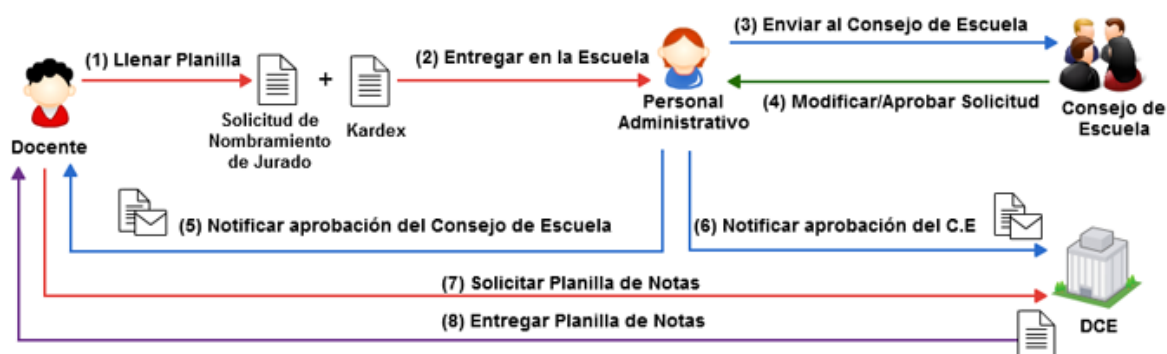 (1) Llenar Planilla
+
(2) Entregar en la Escuela
(3) Enviar al Consejo de Escuela
(4) Modificar/Aprobar Solicitud
Docente
Solicitud de
Nombramiento
de Jurado
Kardex
Personal
Administrativo
Consejo de
Escuela
(5) Notificar aprobación del Consejo de Escuela
(6) Notificar aprobación del C.E
(7) Solicitar Planilla de Notas
(8) Entregar Planilla de Notas
DCE